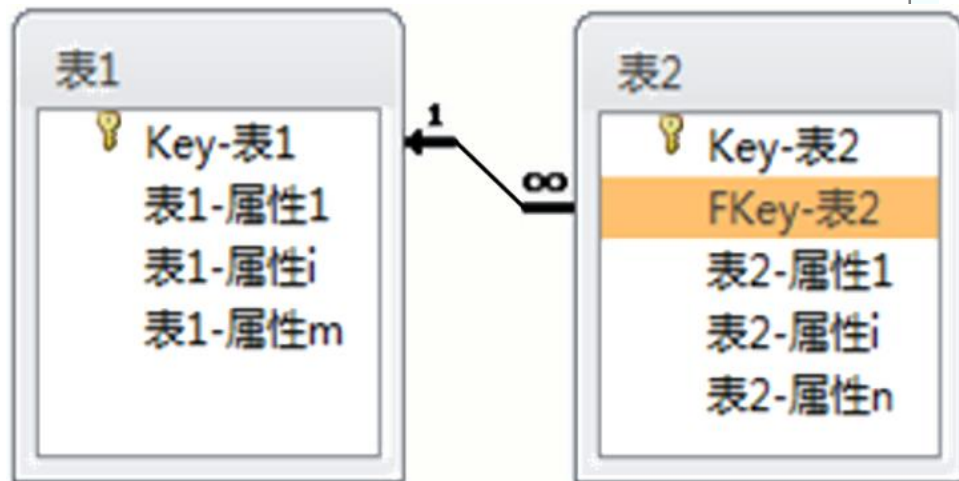 表1
Key-表1
表1-属性1
表1-属性i
表1-属性m
1
∞
表2
Key-表2
FKey-表2
表2-属性1
表2-属性i
表2-属性n